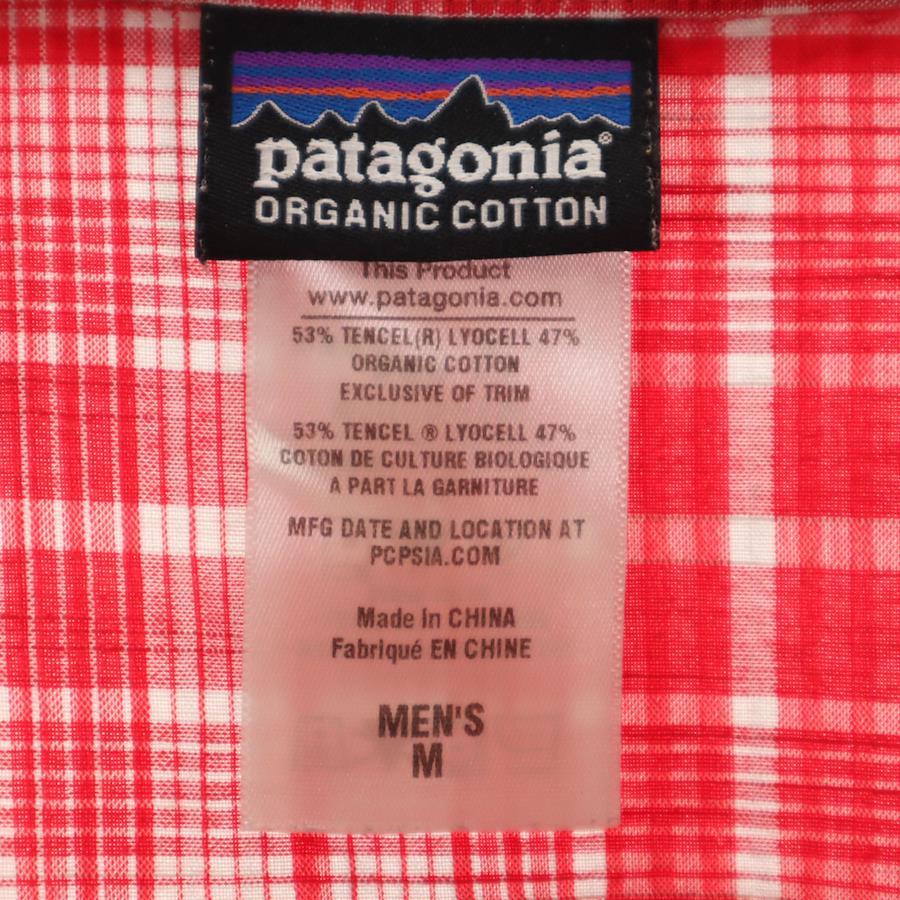 patagonia®
ORGANIC COTTON
This Product
www.patagonia.com
53% TENCEL(R) LYOCELL 47%
ORGANIC COTTON
EXCLUSIVE OF TRIM
53% TENCEL ® LYOCELL 47%
COTON DE CULTURE BIOLOGIQUE
A PART LA GARNITURE
MFG DATE AND LOCATION AT
PCPSIA.COM
Made in CHINA
Fabriqué EN CHINE
MEN'S
M